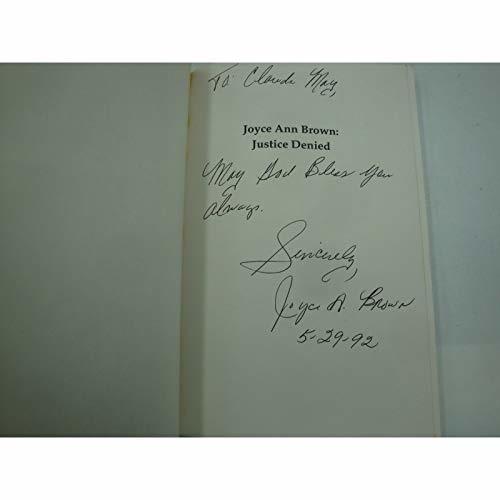 To: Claude May,
Joyce Ann Brown:
Justice Denied
May God Bless You
always.
Sincerely,
Joyce A. Brown
5-29-92